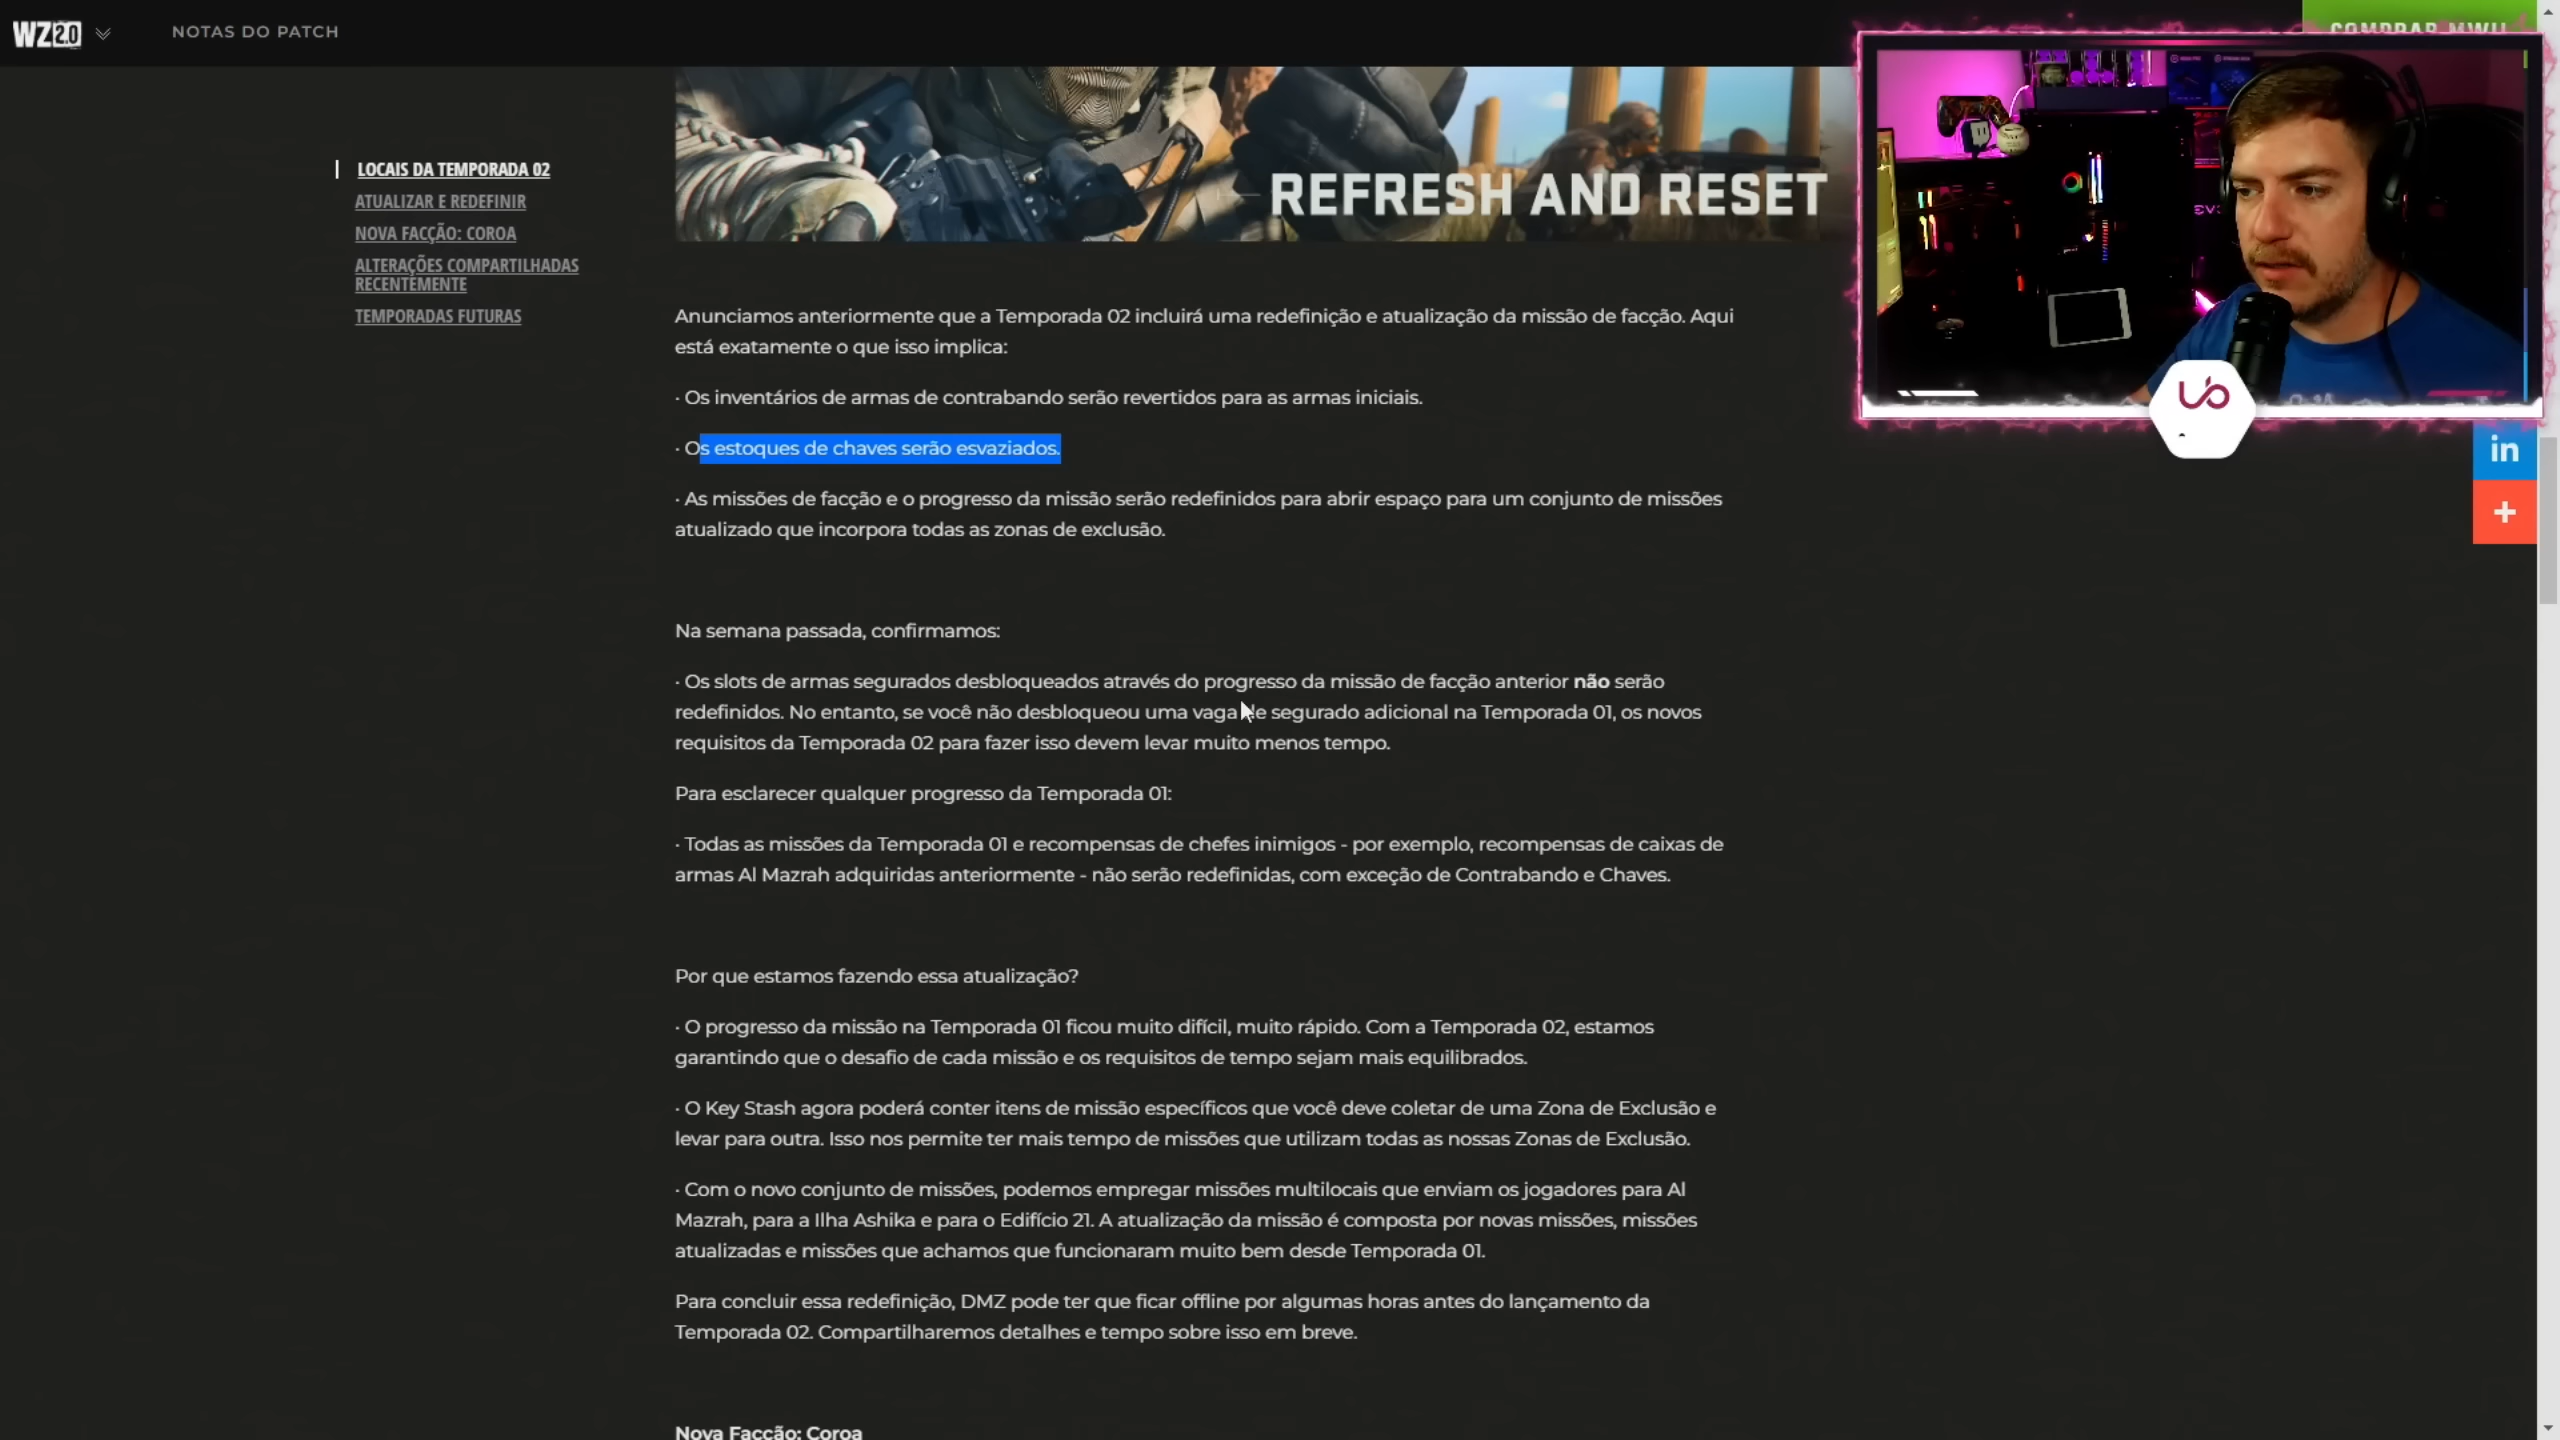 WZ2.0
NOTAS DO PATCH
LOCAIS DA TEMPORADA 02
ATUALIZAR E REDEFINIR
NOVA FACÇÃO: COROA
ALTERAÇÕES COMPARTILHADAS
RECENTEMENTE
TEMPORADAS FUTURAS
REFRESH AND RESET
Anunciamos anteriormente que a Temporada 02 incluirá uma redefinição e atualização da missão de facção. Aqui
está exatamente o que isso implica:
· Os inventários de armas de contrabando serão revertidos para as armas iniciais.
· Os estoques de chaves serão esvaziados.
· As missões de facção e o progresso da missão serão redefinidos para abrir espaço para um conjunto de missões
atualizado que incorpora todas as zonas de exclusão.
Na semana passada, confirmamos:
· Os slots de armas segurados desbloqueados através do progresso da missão de facção anterior não serão
redefinidos. No entanto, se você não desbloqueou uma vaga de segurado adicional na Temporada 01, os novos
requisitos da Temporada 02 para fazer isso devem levar muito menos tempo.
Para esclarecer qualquer progresso da Temporada 01:
· Todas as missões da Temporada 01 e recompensas de chefes inimigos - por exemplo, recompensas de caixas de
armas Al Mazrah adquiridas anteriormente - não serão redefinidas, com exceção de Contrabando e Chaves.
Por que estamos fazendo essa atualização?
· O progresso da missão na Temporada 01 ficou muito difícil, muito rápido. Com a Temporada 02, estamos
garantindo que o desafio de cada missão e os requisitos de tempo sejam mais equilibrados.
· O Key Stash agora poderá conter itens de missão específicos que você deve coletar de uma Zona de Exclusão e
levar para outra. Isso nos permite ter mais tempo de missões que utilizam todas as nossas Zonas de Exclusão.
· Com o novo conjunto de missões, podemos empregar missões multilocais que enviam os jogadores para Al
Mazrah, para a Ilha Ashika e para o Edifício 21. A atualização da missão é composta por novas missões, missões
atualizadas e missões que achamos que funcionaram muito bem desde Temporada 01.
Para concluir essa redefinição, DMZ pode ter que ficar offline por algumas horas antes do lançamento da
Temporada 02. Compartilharemos detalhes e tempo sobre isso em breve.
Nova Facção: Coroa
COMPRAR MWII
in